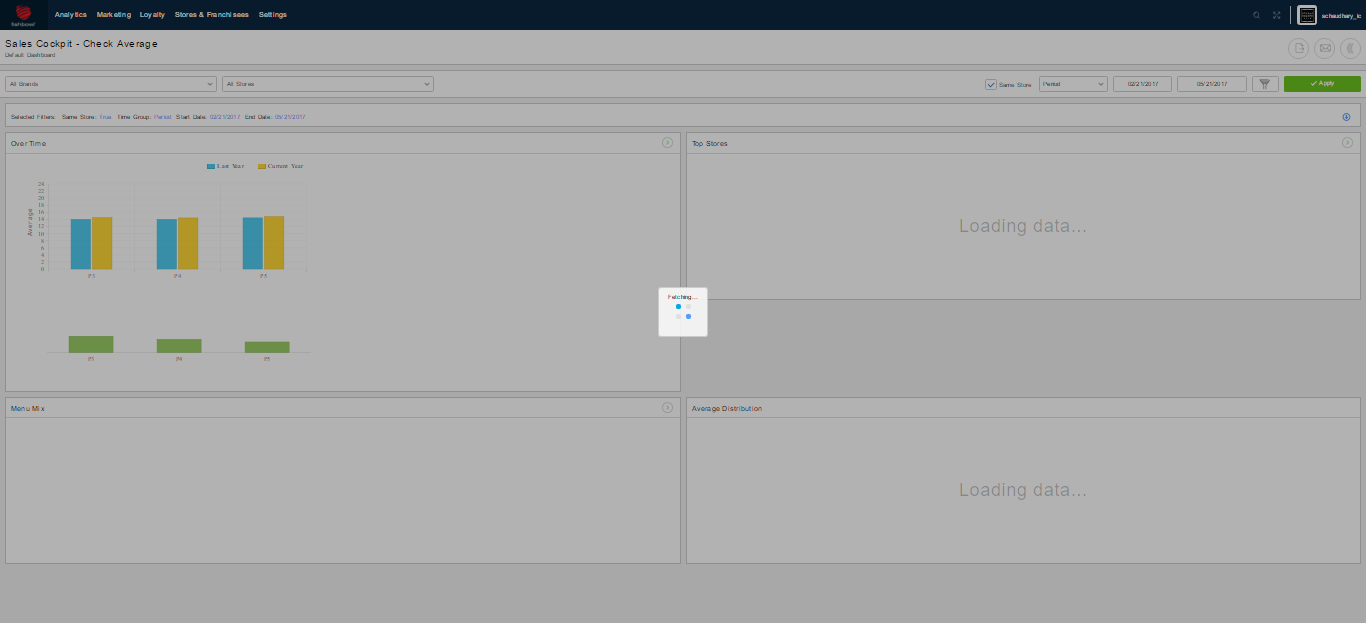 fishbowl
Analytics Marketing Loyalty Stores & Franchisees Settings
schaudhary_ic
Sales Cockpit - Check Average
Default Dashboard
All Brands
All Stores
Same Store
Period
02/21/2017
05/21/2017
Apply
Selected Filters: Same Store: True Time Group: Period Start Date: 02/21/2017 End Date: 05/21/2017
Over Time
Last Year Current Year
24
22
20
18
16
14
12
10
8
6
4
2
0
Average
P3 P4 P5
P3 P4 P5
Top Stores
Loading data...
Fetching...
Menu Mix
Average Distribution
Loading data...